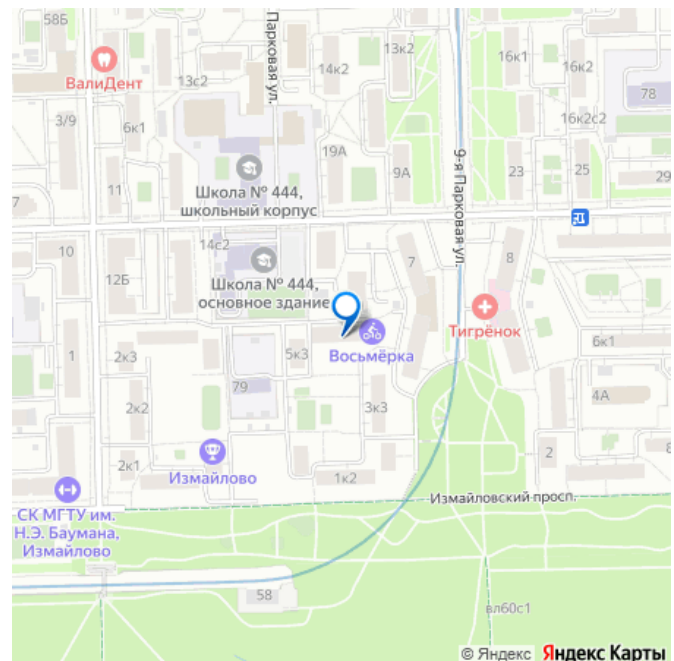 58Б
ВалиДент
13с2
Парковая ул.
14к2
13к2
16к1
16к2
78
3/9
6к1
16к2с2
19А
9А
9-я Парковая ул.
23
25
29
11
Школа № 444,
школьный корпус
7
14с2
10
12Б
Школа № 444,
основное здание
7
8
Тигрёнок
1
2к3
5к3
Восьмёрка
6к1
79
2к2
3к3
4А
Измайлово
2к1
1к2
2
8
СК МГТУ им.
Н.Э. Баумана,
Измайлово
Измайловский просп.
58
вл60с1
© Яндекс Яндекс Карты